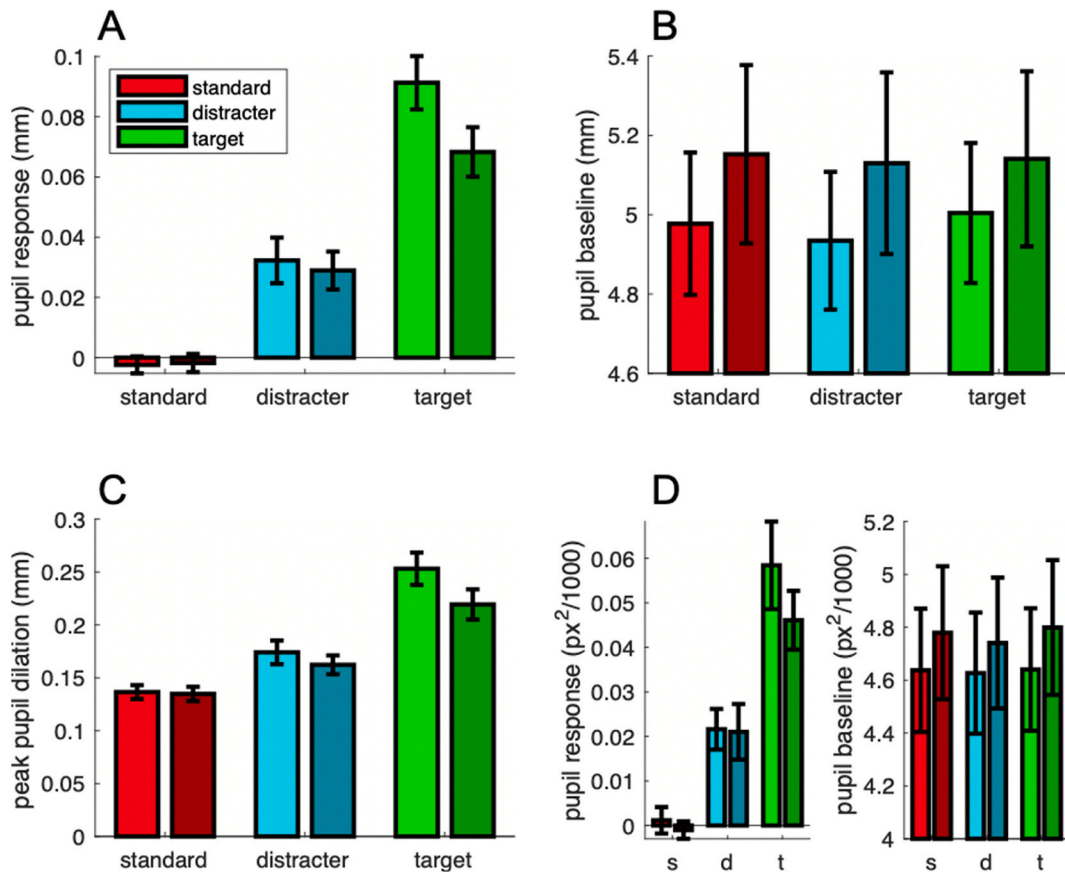 A
pupil response (mm)
0.1
0.08
0.06
0.04
0.02
0
standard
distracter
target
standard
distracter
target
B
pupil baseline (mm)
5.4
5.2
5
4.8
4.6
standard
distracter
target
C
peak pupil dilation (mm)
0.3
0.25
0.2
0.15
0.1
0.05
0
standard
distracter
target
D
pupil response (px²/1000)
0.06
0.05
0.04
0.03
0.02
0.01
0
s
d
t
pupil baseline (px²/1000)
5.2
5
4.8
4.6
4.4
4.2
4
s
d
t